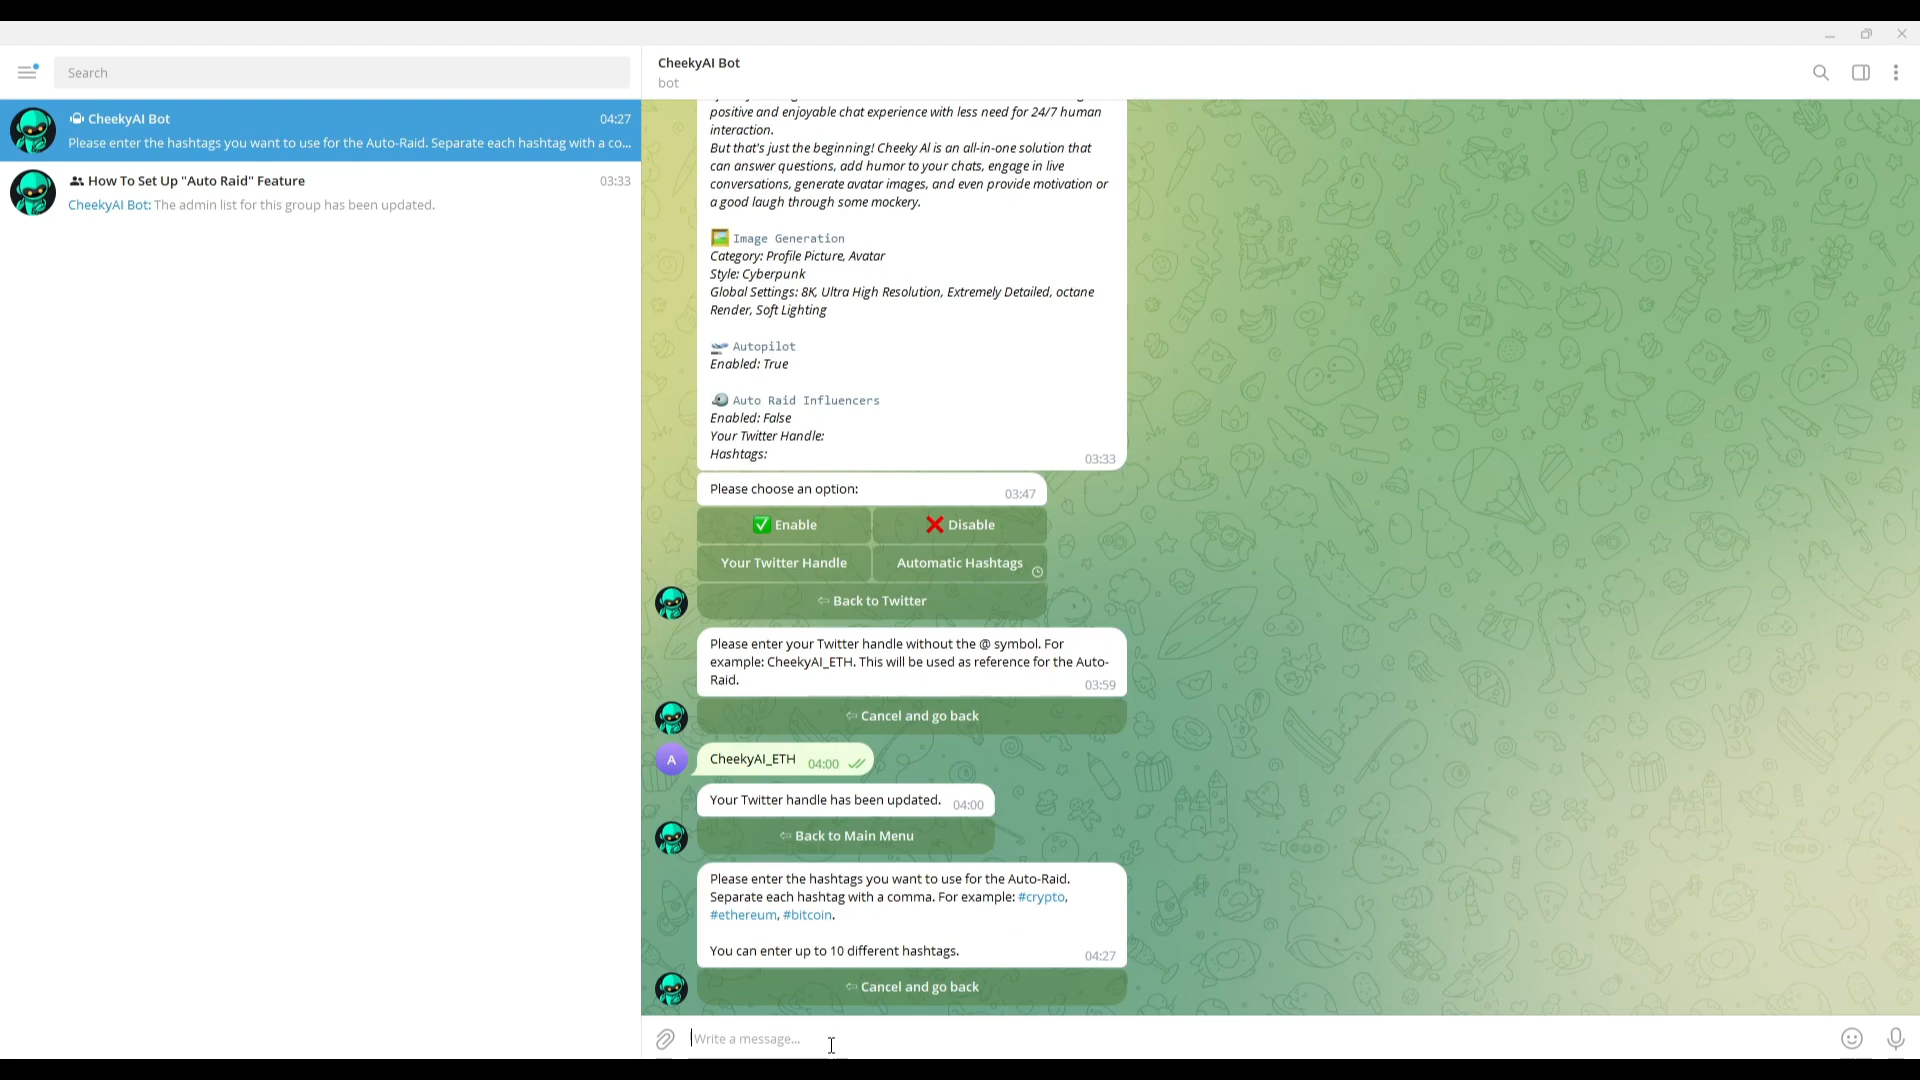 Search
CheekyAI Bot
04:27
Please enter the hashtags you want to use for the Auto-Raid. Separate each hashtag with a co...
How To Set Up "Auto Raid" Feature
03:33
CheekyAI Bot: The admin list for this group has been updated.
CheekyAI Bot
bot
positive and enjoyable chat experience with less need for 24/7 human
interaction.
But that's just the beginning! Cheeky AI is an all-in-one solution that
can answer questions, add humor to your chats, engage in live
conversations, generate avatar images, and even provide motivation or
a good laugh through some mockery.
Image Generation
Category: Profile Picture, Avatar
Style: Cyberpunk
Global Settings: 8K, Ultra High Resolution, Extremely Detailed, octane
Render, Soft Lighting
Autopilot
Enabled: True
Auto Raid Influencers
Enabled: False
Your Twitter Handle:
Hashtags:
03:33
Please choose an option:
03:47
Enable
Disable
Your Twitter Handle
Automatic Hashtags
⇦ Back to Twitter
Please enter your Twitter handle without the @ symbol. For
example: CheekyAI_ETH. This will be used as reference for the Auto-
Raid.
03:59
⇦ Cancel and go back
A
CheekyAI_ETH
04:00
Your Twitter handle has been updated.
04:00
⇦ Back to Main Menu
Please enter the hashtags you want to use for the Auto-Raid.
Separate each hashtag with a comma. For example: #crypto,
#ethereum, #bitcoin.
You can enter up to 10 different hashtags.
04:27
⇦ Cancel and go back
Write a message...